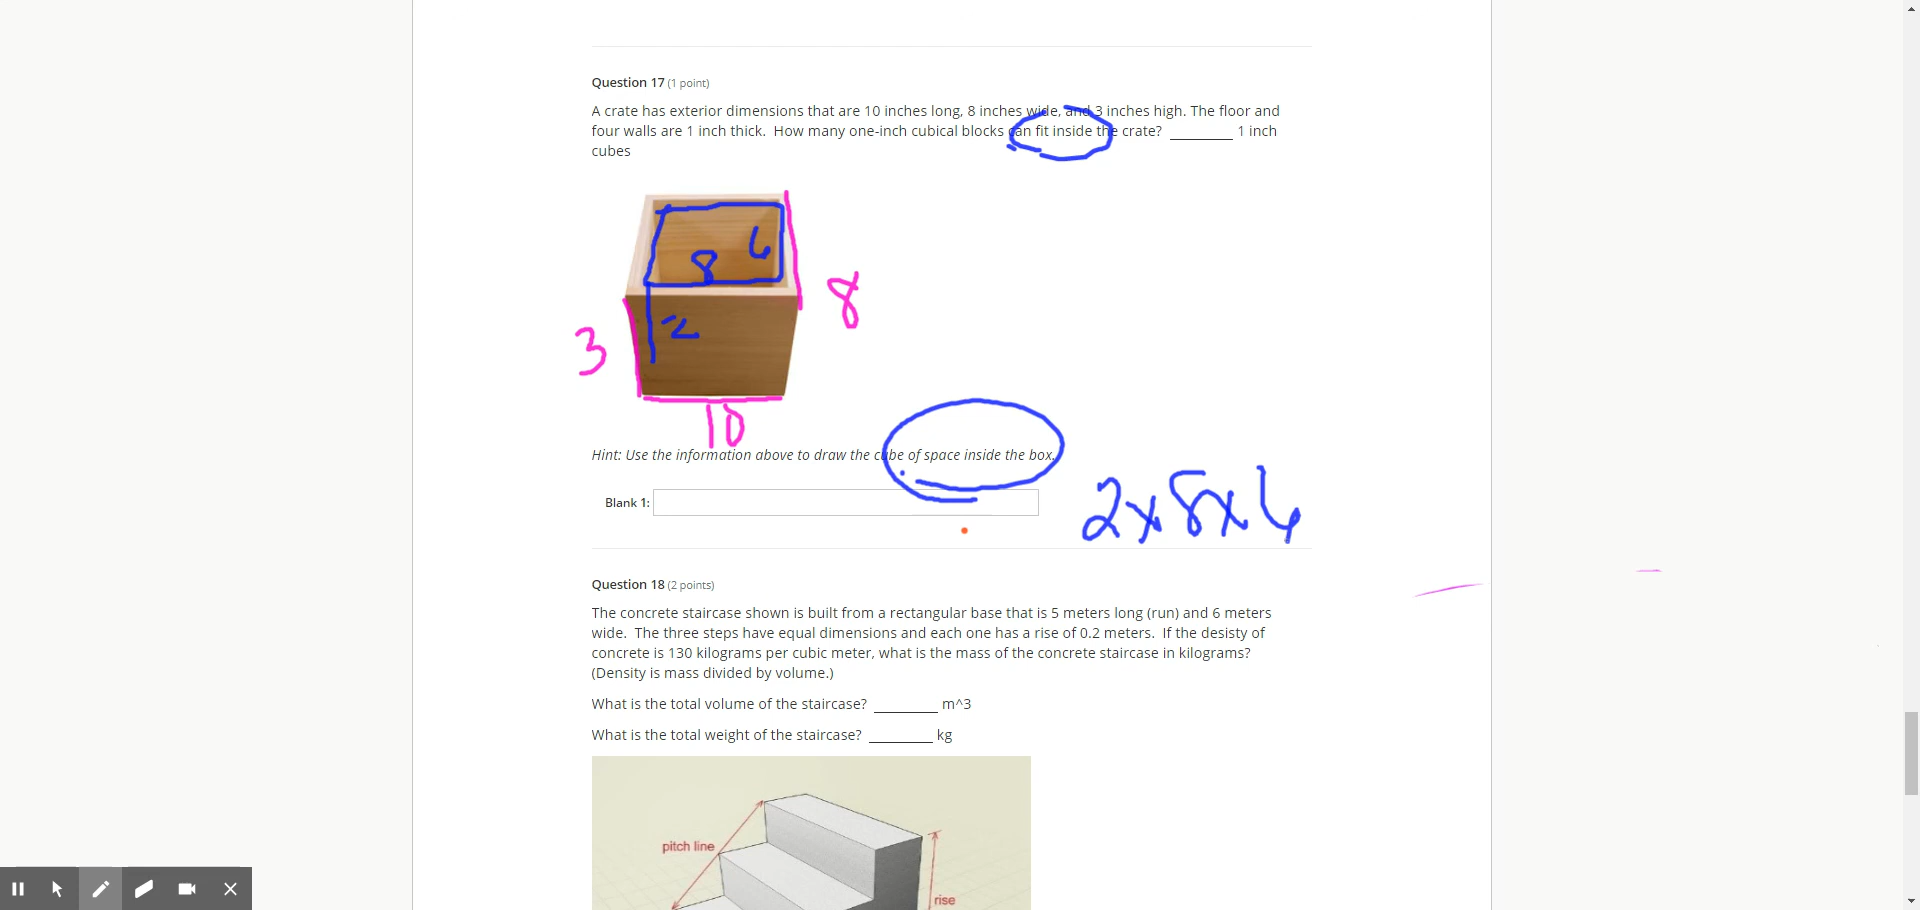 Question 17 (1 point)
A crate has exterior dimensions that are 10 inches long, 8 inches wide, and 3 inches high. The floor and
four walls are 1 inch thick. How many one-inch cubical blocks can fit inside the crate? _________ 1 inch
cubes
6
8
8
2
3
10
Hint: Use the information above to draw the cube of space inside the box.
Blank 1:
2x8x6
Question 18 (2 points)
The concrete staircase shown is built from a rectangular base that is 5 meters long (run) and 6 meters
wide. The three steps have equal dimensions and each one has a rise of 0.2 meters. If the desisty of
concrete is 130 kilograms per cubic meter, what is the mass of the concrete staircase in kilograms?
(Density is mass divided by volume.)
What is the total volume of the staircase? _________ m^3
What is the total weight of the staircase? _________ kg
pitch line
rise